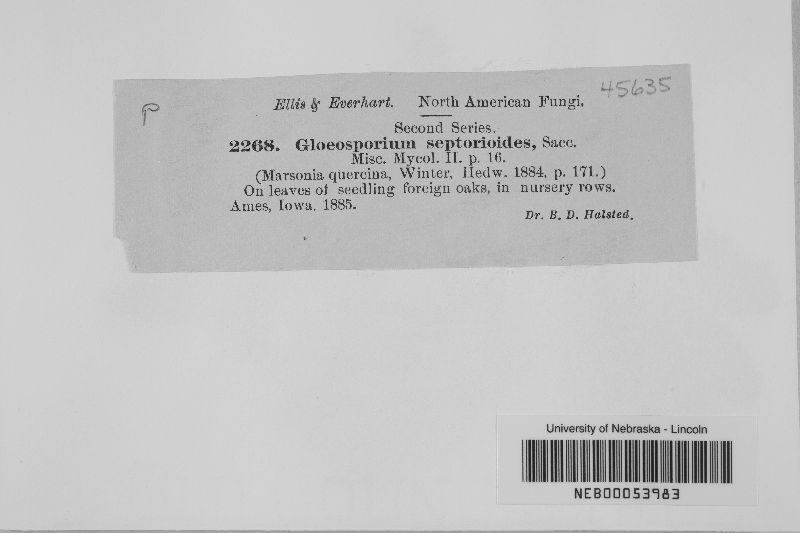 45635
P
Ellis & Everhart. North American Fungi.
Second Series.
2268. Gloeosporium septorioides, Sacc.
Misc. Mycol. II. p. 16.
(Marsonia quercina, Winter, Hedw. 1884, p. 171.)
On leaves of seedling foreign oaks, in nursery rows.
Ames, Iowa, 1885.
Dr. B. D. Halsted.
University of Nebraska - Lincoln
NEB00053983